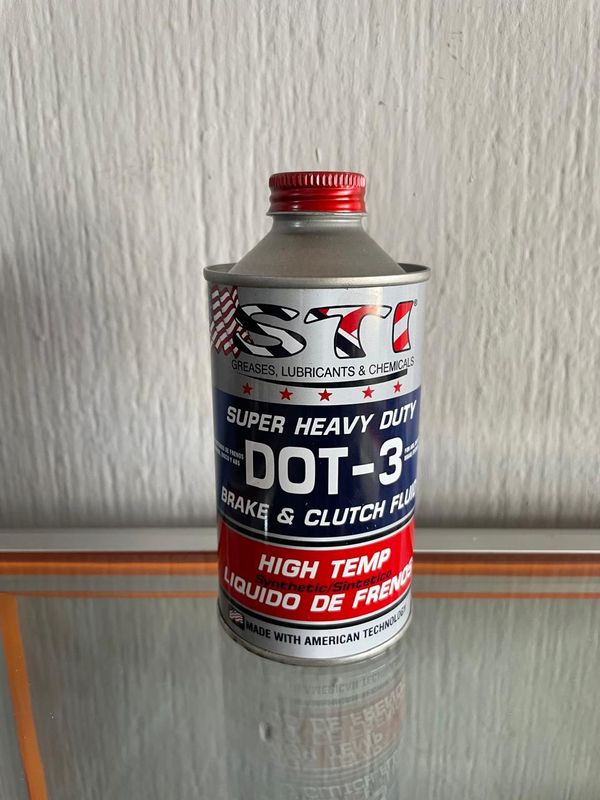 STI®
GREASES, LUBRICANTS & CHEMICALS
SUPER HEAVY DUTY
DOT-3
BRAKE & CLUTCH FLUID
HIGH TEMP
Synthetic/Sintetico
LIQUIDO DE FRENOS
MADE WITH AMERICAN TECHNOLOGY